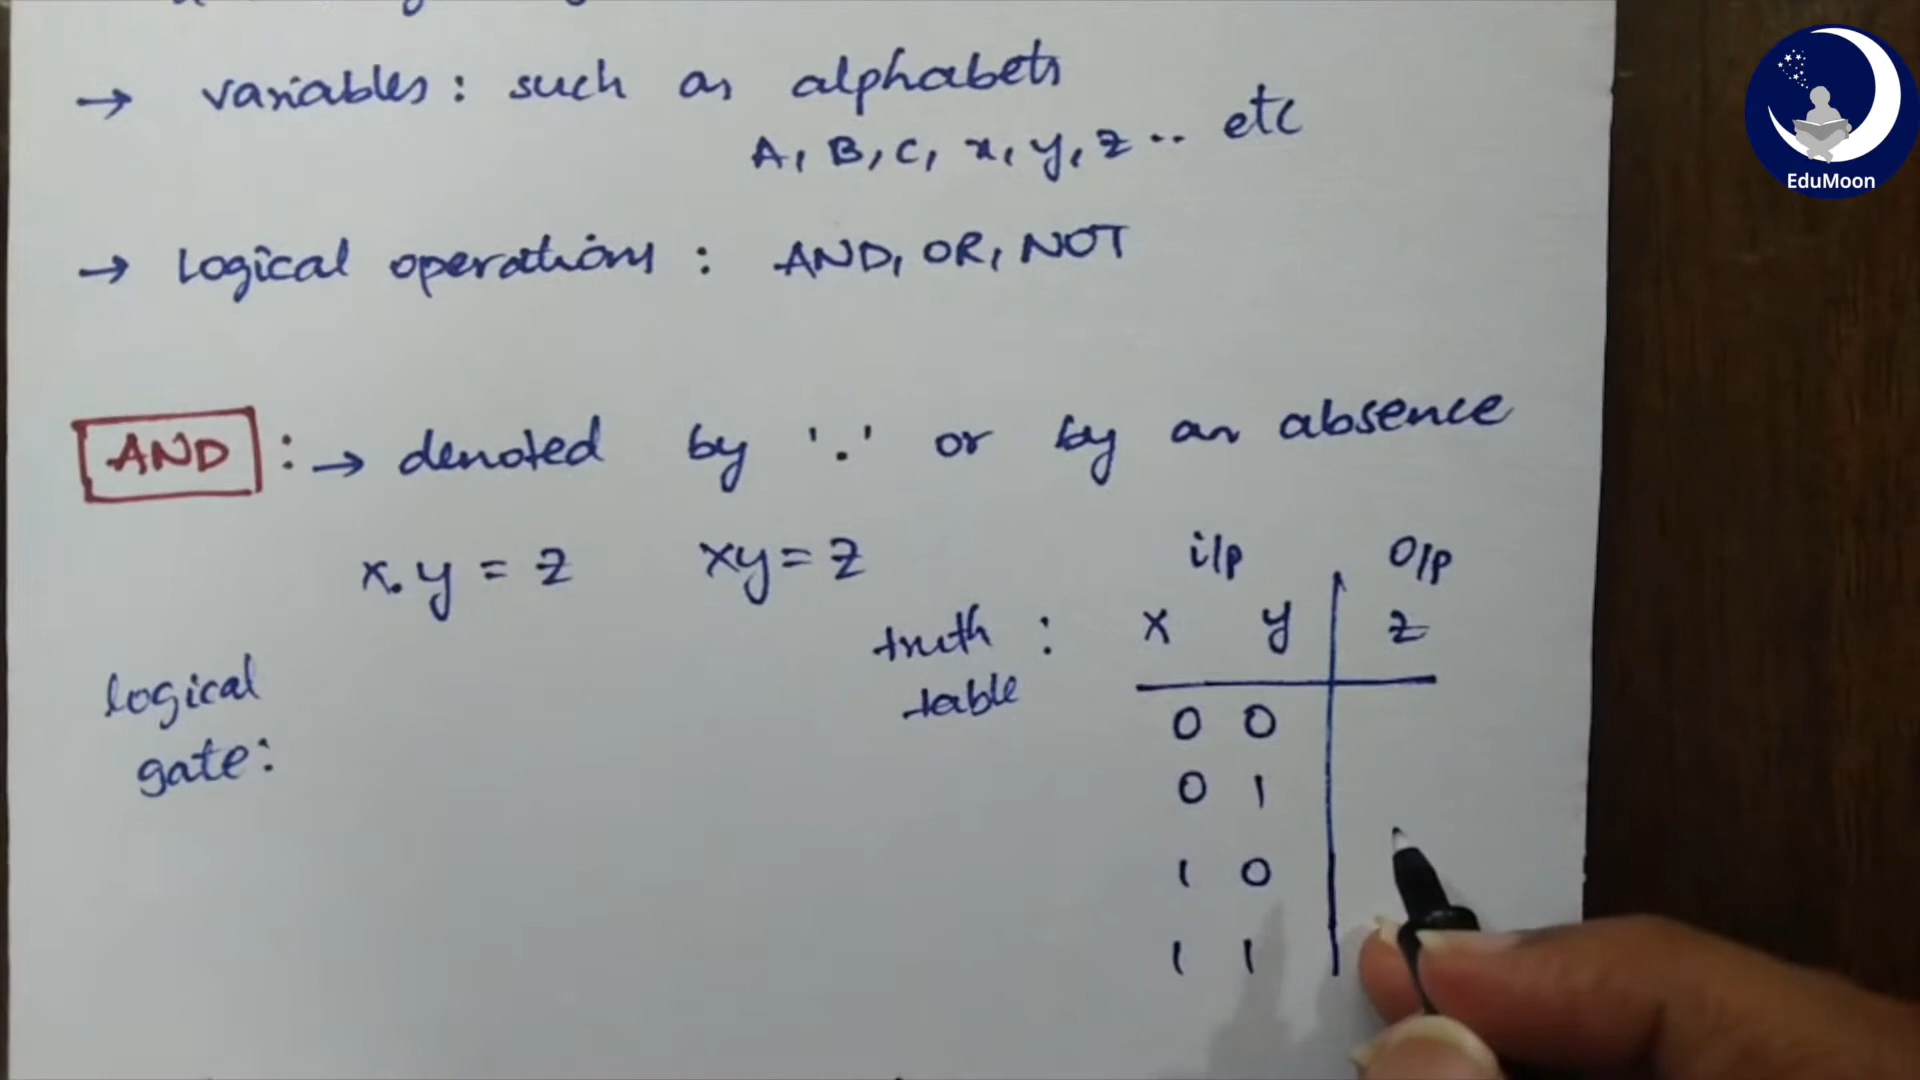 → variables : such as alphabets
A, B, C, x, y, z .. etc
→ Logical operations : AND, OR, NOT
AND : → denoted by '.' or by an absence
x.y = z xy = z
i/p O/p
truth table : x y z
0 0
0 1
1 0
1 1
logical
gate :
EduMoon